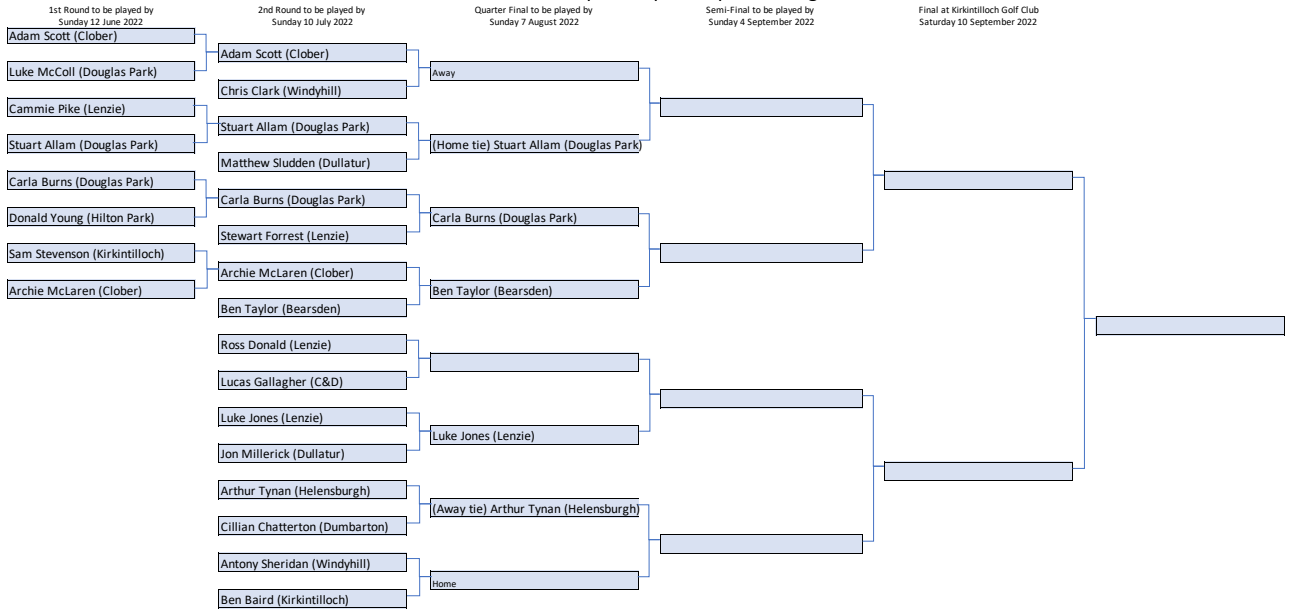 1st Round to be played by
Sunday 12 June 2022
2nd Round to be played by
Sunday 10 July 2022
Quarter Final to be played by
Sunday 7 August 2022
Semi-Final to be played by
Sunday 4 September 2022
Final at Kirkintilloch Golf Club
Saturday 10 September 2022
Adam Scott (Clober)
Luke McColl (Douglas Park)
Cammie Pike (Lenzie)
Stuart Allam (Douglas Park)
Carla Burns (Douglas Park)
Donald Young (Hilton Park)
Sam Stevenson (Kirkintilloch)
Archie McLaren (Clober)
Adam Scott (Clober)
Chris Clark (Windyhill)
Stuart Allam (Douglas Park)
Matthew Sludden (Dullatur)
Carla Burns (Douglas Park)
Stewart Forrest (Lenzie)
Archie McLaren (Clober)
Ben Taylor (Bearsden)
Ross Donald (Lenzie)
Lucas Gallagher (C&D)
Luke Jones (Lenzie)
Jon Millerick (Dullatur)
Arthur Tynan (Helensburgh)
Cillian Chatterton (Dumbarton)
Antony Sheridan (Windyhill)
Ben Baird (Kirkintilloch)
Away
(Home tie) Stuart Allam (Douglas Park)
Carla Burns (Douglas Park)
Ben Taylor (Bearsden)
Luke Jones (Lenzie)
(Away tie) Arthur Tynan (Helensburgh)
Home